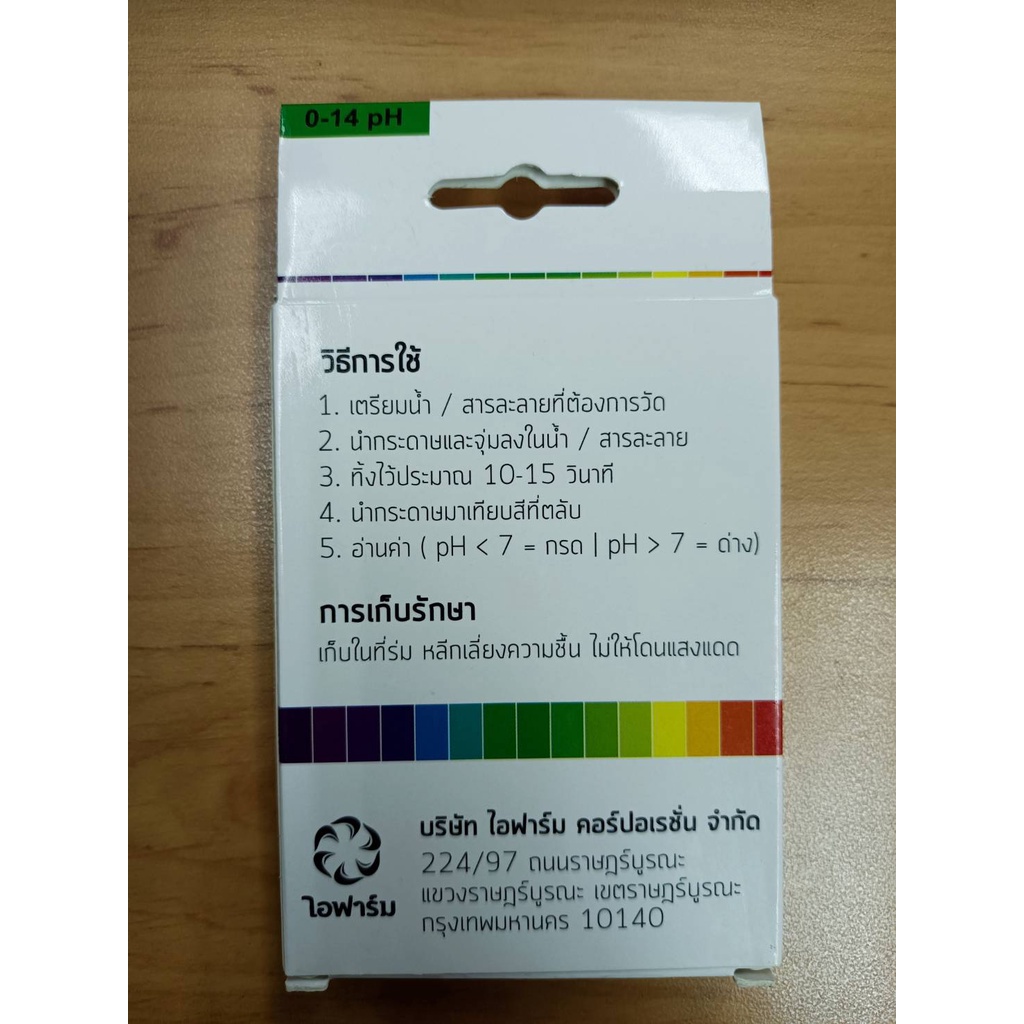 0-14 pH
วิธีการใช้
1. เตรียมน้ำ / สารละลายที่ต้องการวัด
2. นำกระดาษและจุ่มลงในน้ำ / สารละลาย
3. ทิ้งไว้ประมาณ 10-15 วินาที
4. นำกระดาษมาเทียบสีที่ตลับ
5. อ่านค่า ( pH < 7 = กรด | pH > 7 = ด่าง)
การเก็บรักษา
เก็บในที่ร่ม หลีกเลี่ยงความชื้น ไม่ให้โดนแสงแดด
ไอฟาร์ม
บริษัท ไอฟาร์ม คอร์ปอเรชั่น จำกัด
224/97 ถนนราษฎร์บูรณะ
แขวงราษฎร์บูรณะ เขตราษฎร์บูรณะ
กรุงเทพมหานคร 10140